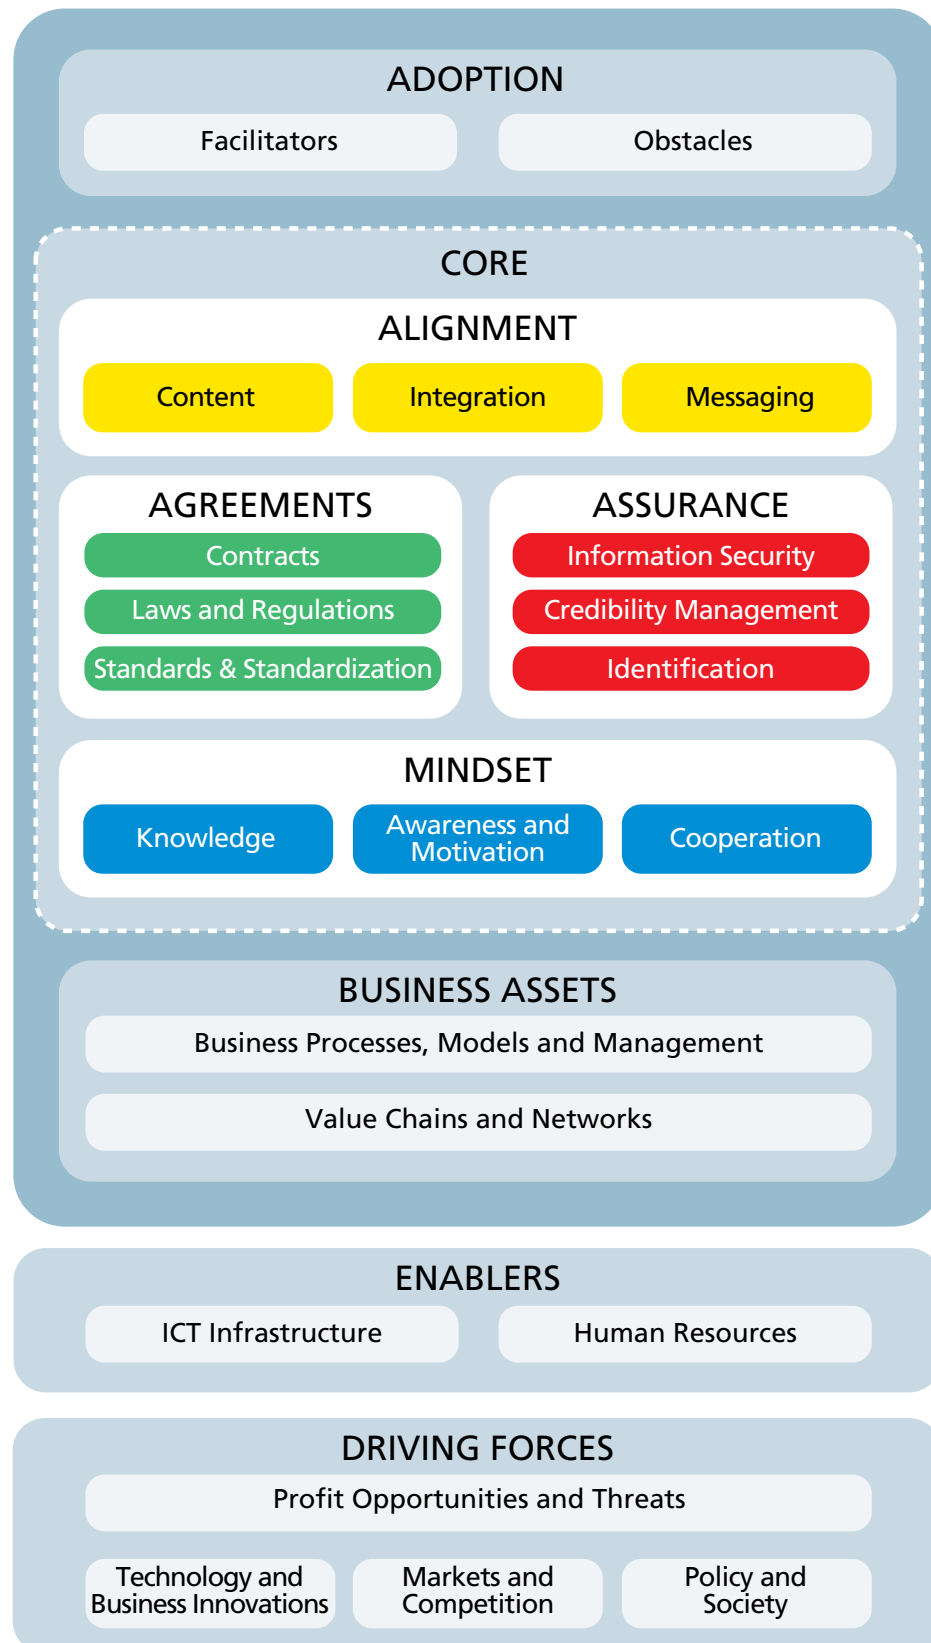 ADOPTION
Facilitators
Obstacles
CORE
ALIGNMENT
Content
Integration
Messaging
AGREEMENTS
Contracts
Laws and Regulations
Standards & Standardization
ASSURANCE
Information Security
Credibility Management
Identification
MINDSET
Knowledge
Awareness and
Motivation
Cooperation
BUSINESS ASSETS
Business Processes, Models and Management
Value Chains and Networks
ENABLERS
ICT Infrastructure
Human Resources
DRIVING FORCES
Profit Opportunities and Threats
Technology and
Business Innovations
Markets and
Competition
Policy and
Society